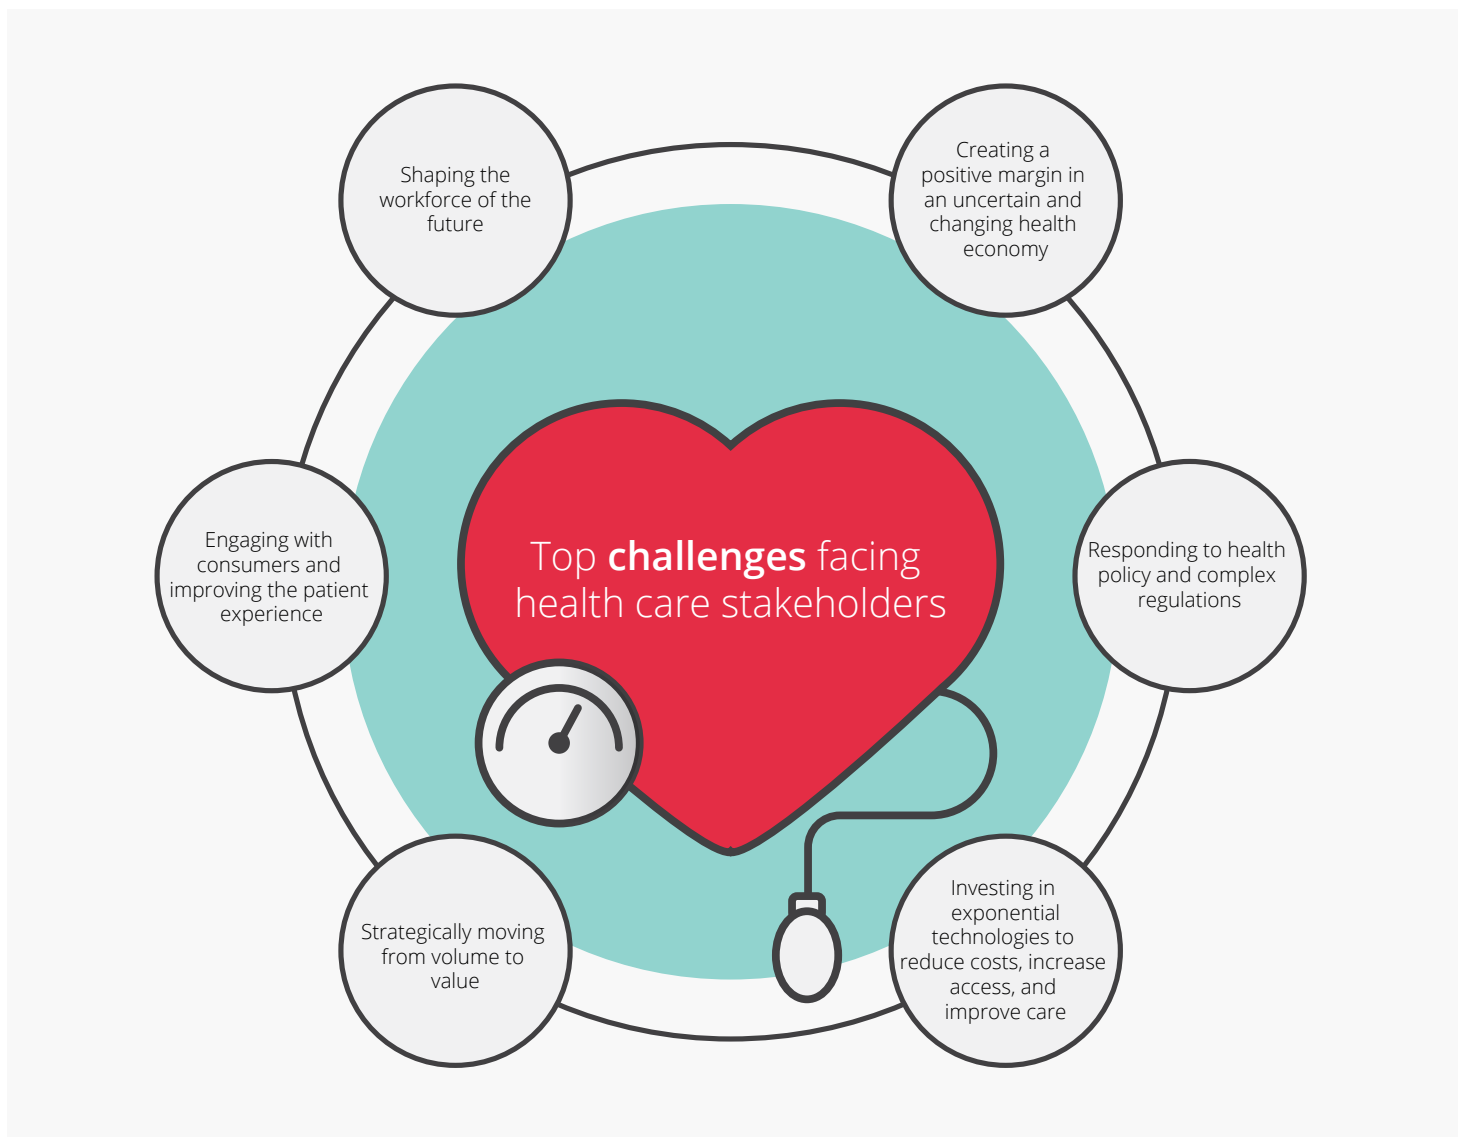 Shaping the
workforce of the
future
Creating a
positive margin in
an uncertain and
changing health
economy
Engaging with
consumers and
improving the patient
experience
Top challenges facing
health care stakeholders
Responding to health
policy and complex
regulations
Strategically moving
from volume to
value
Investing in
exponential
technologies to
reduce costs, increase
access, and
improve care